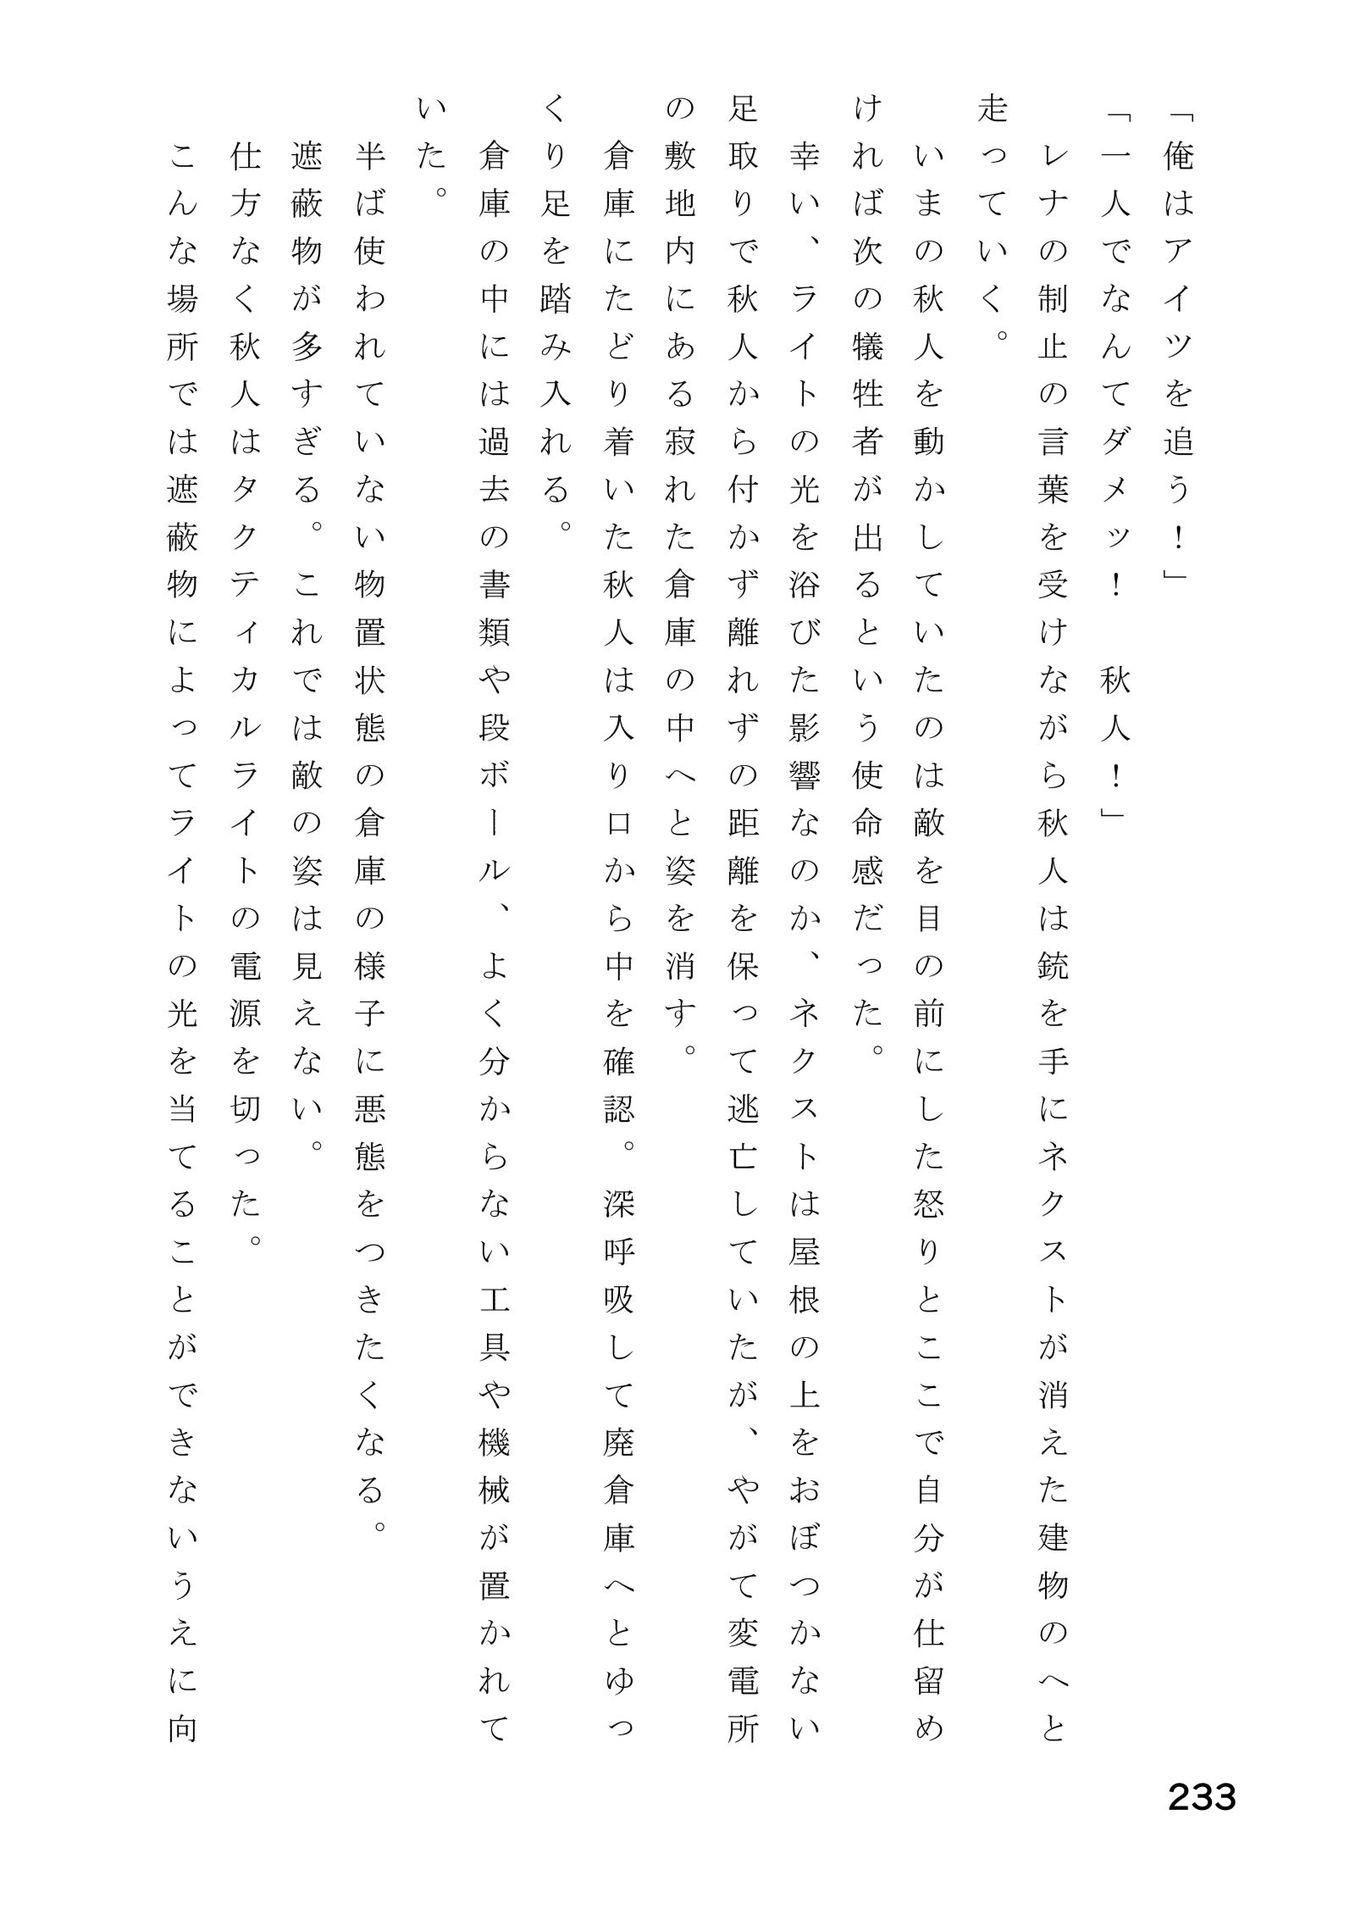 「俺はアイツを追う！」
「一人でなんてダメッ！　秋人！」
　レナの制止の言葉を受けながら秋人は銃を手にネクストが消えた建物のへと
走っていく。
　いまの秋人を動かしていたのは敵を目の前にした怒りとここで自分が仕留め
ければ次の犠牲者が出るという使命感だった。
　幸い、ライトの光を浴びた影響なのか、ネクストは屋根の上をおぼつかない
足取りで秋人から付かず離れずの距離を保って逃亡していたが、やがて変電所
の敷地内にある寂れた倉庫の中へと姿を消す。
　倉庫にたどり着いた秋人は入り口から中を確認。深呼吸して廃倉庫へとゆっ
くり足を踏み入れる。
　倉庫の中には過去の書類や段ボール、よく分からない工具や機械が置かれて
いた。
　半ば使われていない物置状態の倉庫の様子に悪態をつきたくなる。
　遮蔽物が多すぎる。これでは敵の姿は見えない。
　仕方なく秋人はタクティカルライトの電源を切った。
　こんな場所では遮蔽物によってライトの光を当てることができないうえに向
233